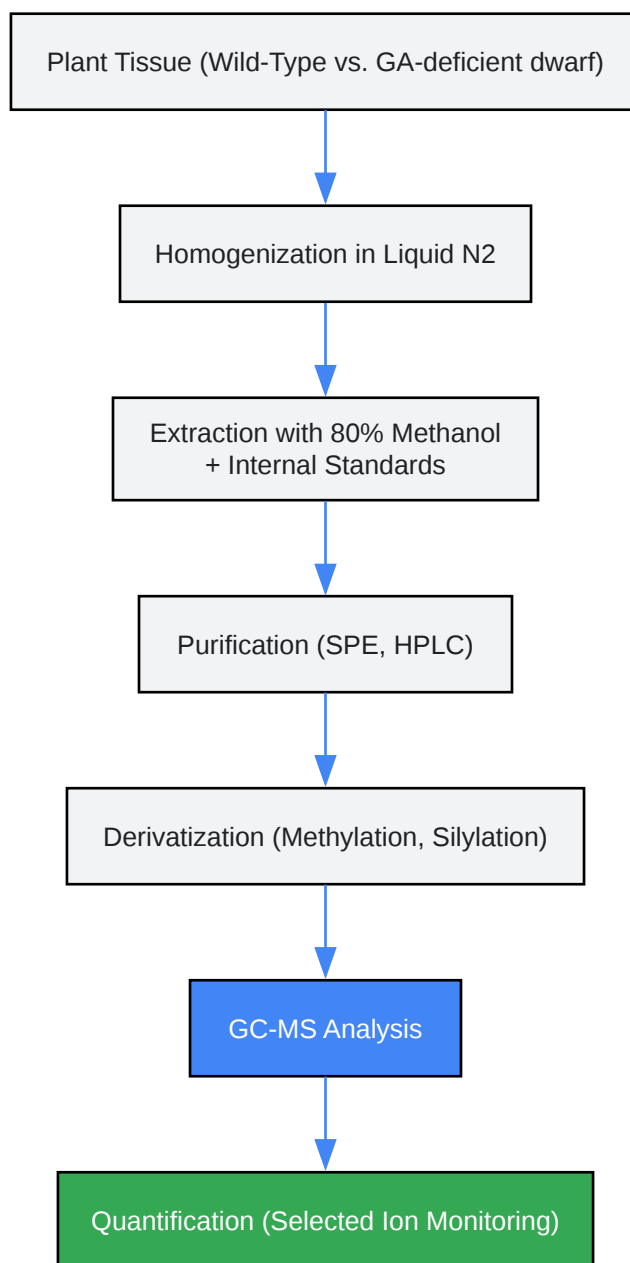 Plant Tissue (Wild-Type vs. GA-deficient dwarf)
Homogenization in Liquid N2
Extraction with 80% Methanol
+ Internal Standards
Purification (SPE, HPLC)
Derivatization (Methylation, Silylation)
GC-MS Analysis
Quantification (Selected Ion Monitoring)